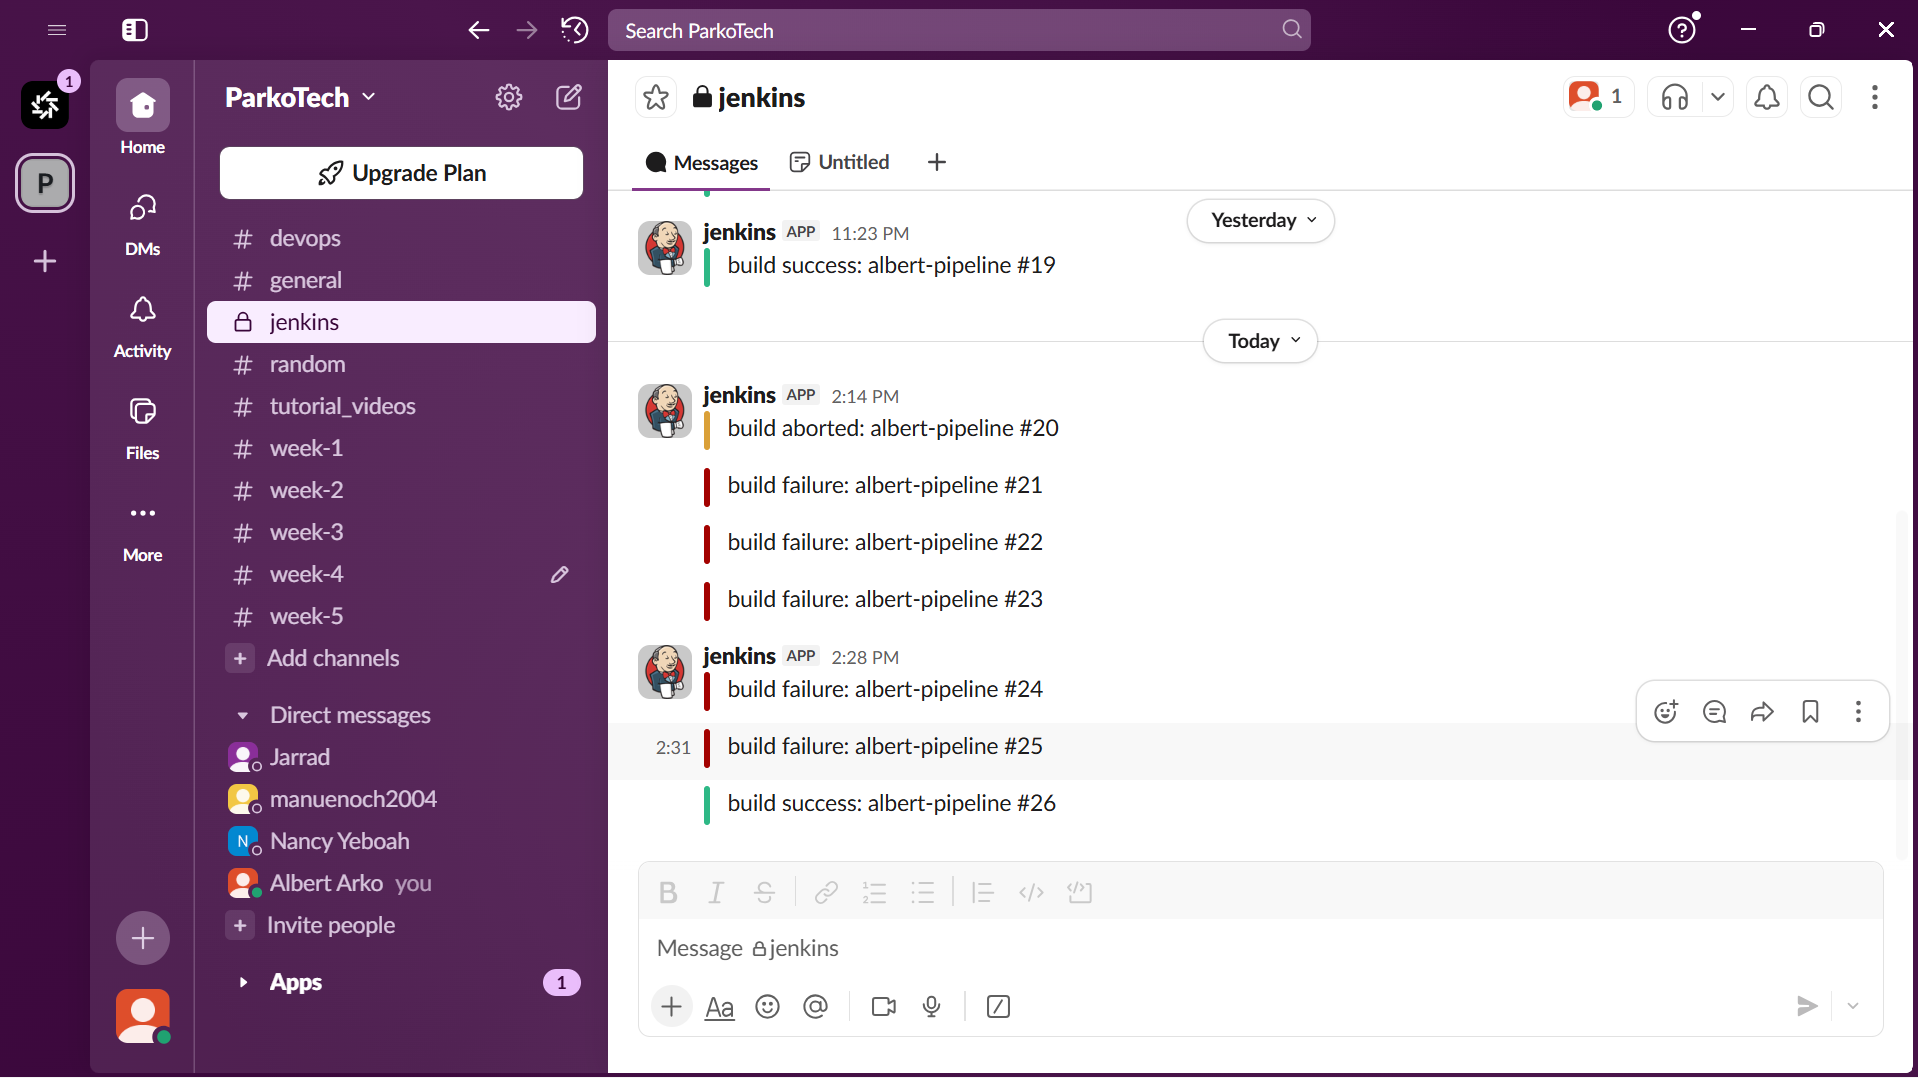 Search ParkoTech
1
P
Home
DMs
Activity
Files
More
ParkoTech
Upgrade Plan
devops
general
jenkins
random
tutorial_videos
week-1
week-2
week-3
week-4
week-5
Add channels
Direct messages
Jarrad
manuenoch2004
N Nancy Yeboah
Albert Arko you
Invite people
Apps 1
jenkins
1
Messages
Untitled
Yesterday
jenkins APP 11:23 PM
build success: albert-pipeline #19
Today
jenkins APP 2:14 PM
build aborted: albert-pipeline #20
build failure: albert-pipeline #21
build failure: albert-pipeline #22
build failure: albert-pipeline #23
jenkins APP 2:28 PM
build failure: albert-pipeline #24
2:31 build failure: albert-pipeline #25
build success: albert-pipeline #26
Message jenkins
Aa